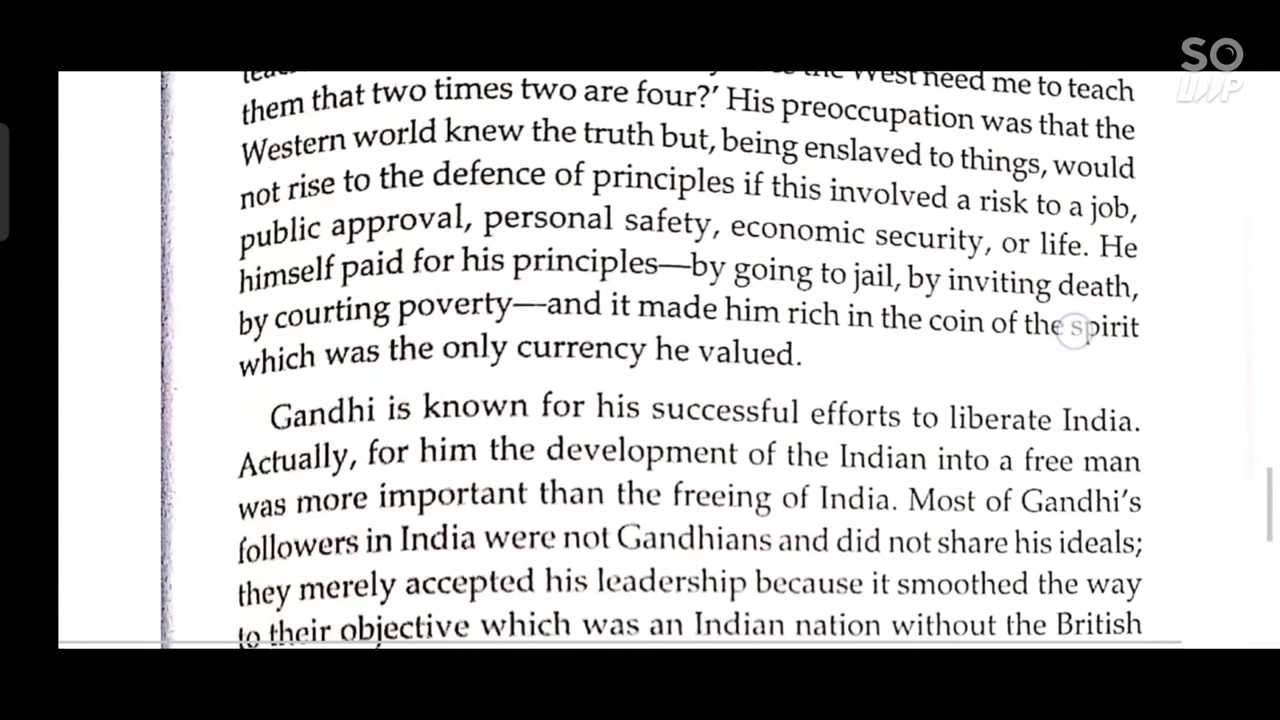 SO
the West need me to teach
them that two times two are four?' His preoccupation was that the
Western world knew the truth but, being enslaved to things, would
not rise to the defence of principles if this involved a risk to a job,
public approval, personal safety, economic security, or life. He
himself paid for his principles—by going to jail, by inviting death,
by courting poverty—and it made him rich in the coin of the spirit
which was the only currency he valued.
Gandhi is known for his successful efforts to liberate India.
Actually, for him the development of the Indian into a free man
was more important than the freeing of India. Most of Gandhi's
followers in India were not Gandhians and did not share his ideals;
they merely accepted his leadership because it smoothed the way
to their objective which was an Indian nation without the British